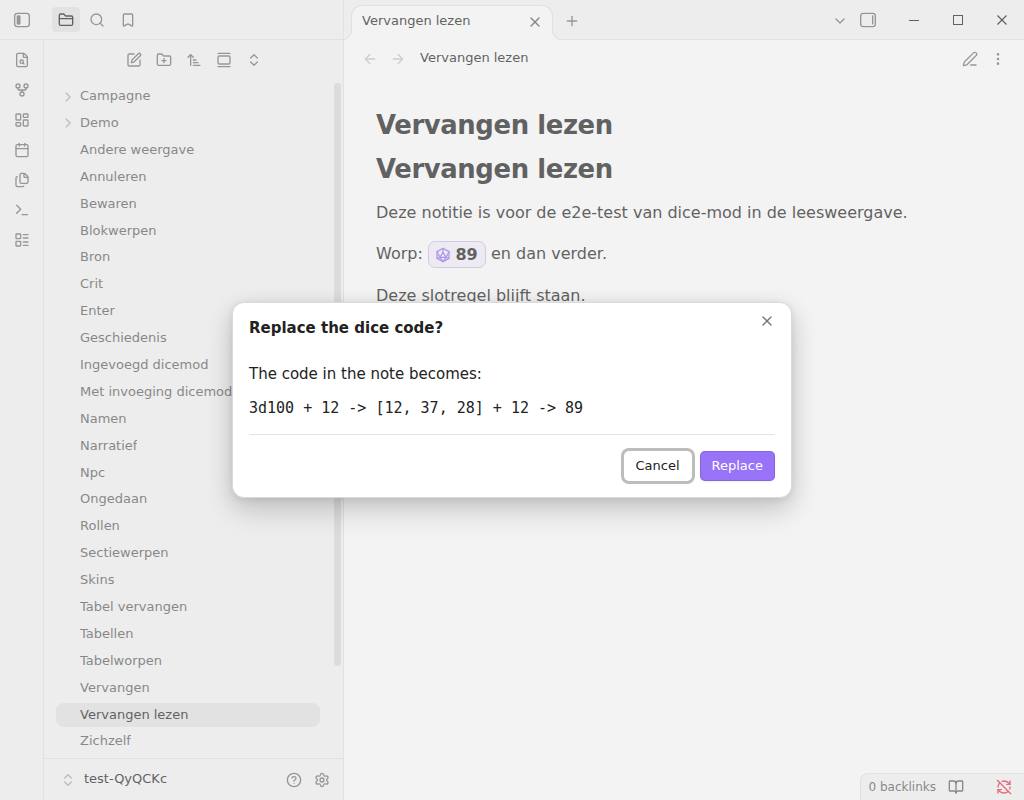 Vervangen lezen
Vervangen lezen
Campagne
Demo
Andere weergave
Annuleren
Bewaren
Blokwerpen
Bron
Crit
Enter
Geschiedenis
Ingevoegd dicemod
Met invoeging dicemod
Namen
Narratief
Npc
Ongedaan
Rollen
Sectiewerpen
Skins
Tabel vervangen
Tabellen
Tabelworpen
Vervangen
Vervangen lezen
Zichzelf
test-QyQCKc
Vervangen lezen
Vervangen lezen
Deze notitie is voor de e2e-test van dice-mod in de leesweergave.
Worp: 89 en dan verder.
Deze slotregel blijft staan.
Replace the dice code?
The code in the note becomes:
3d100 + 12 -> [12, 37, 28] + 12 -> 89
Cancel Replace
0 backlinks